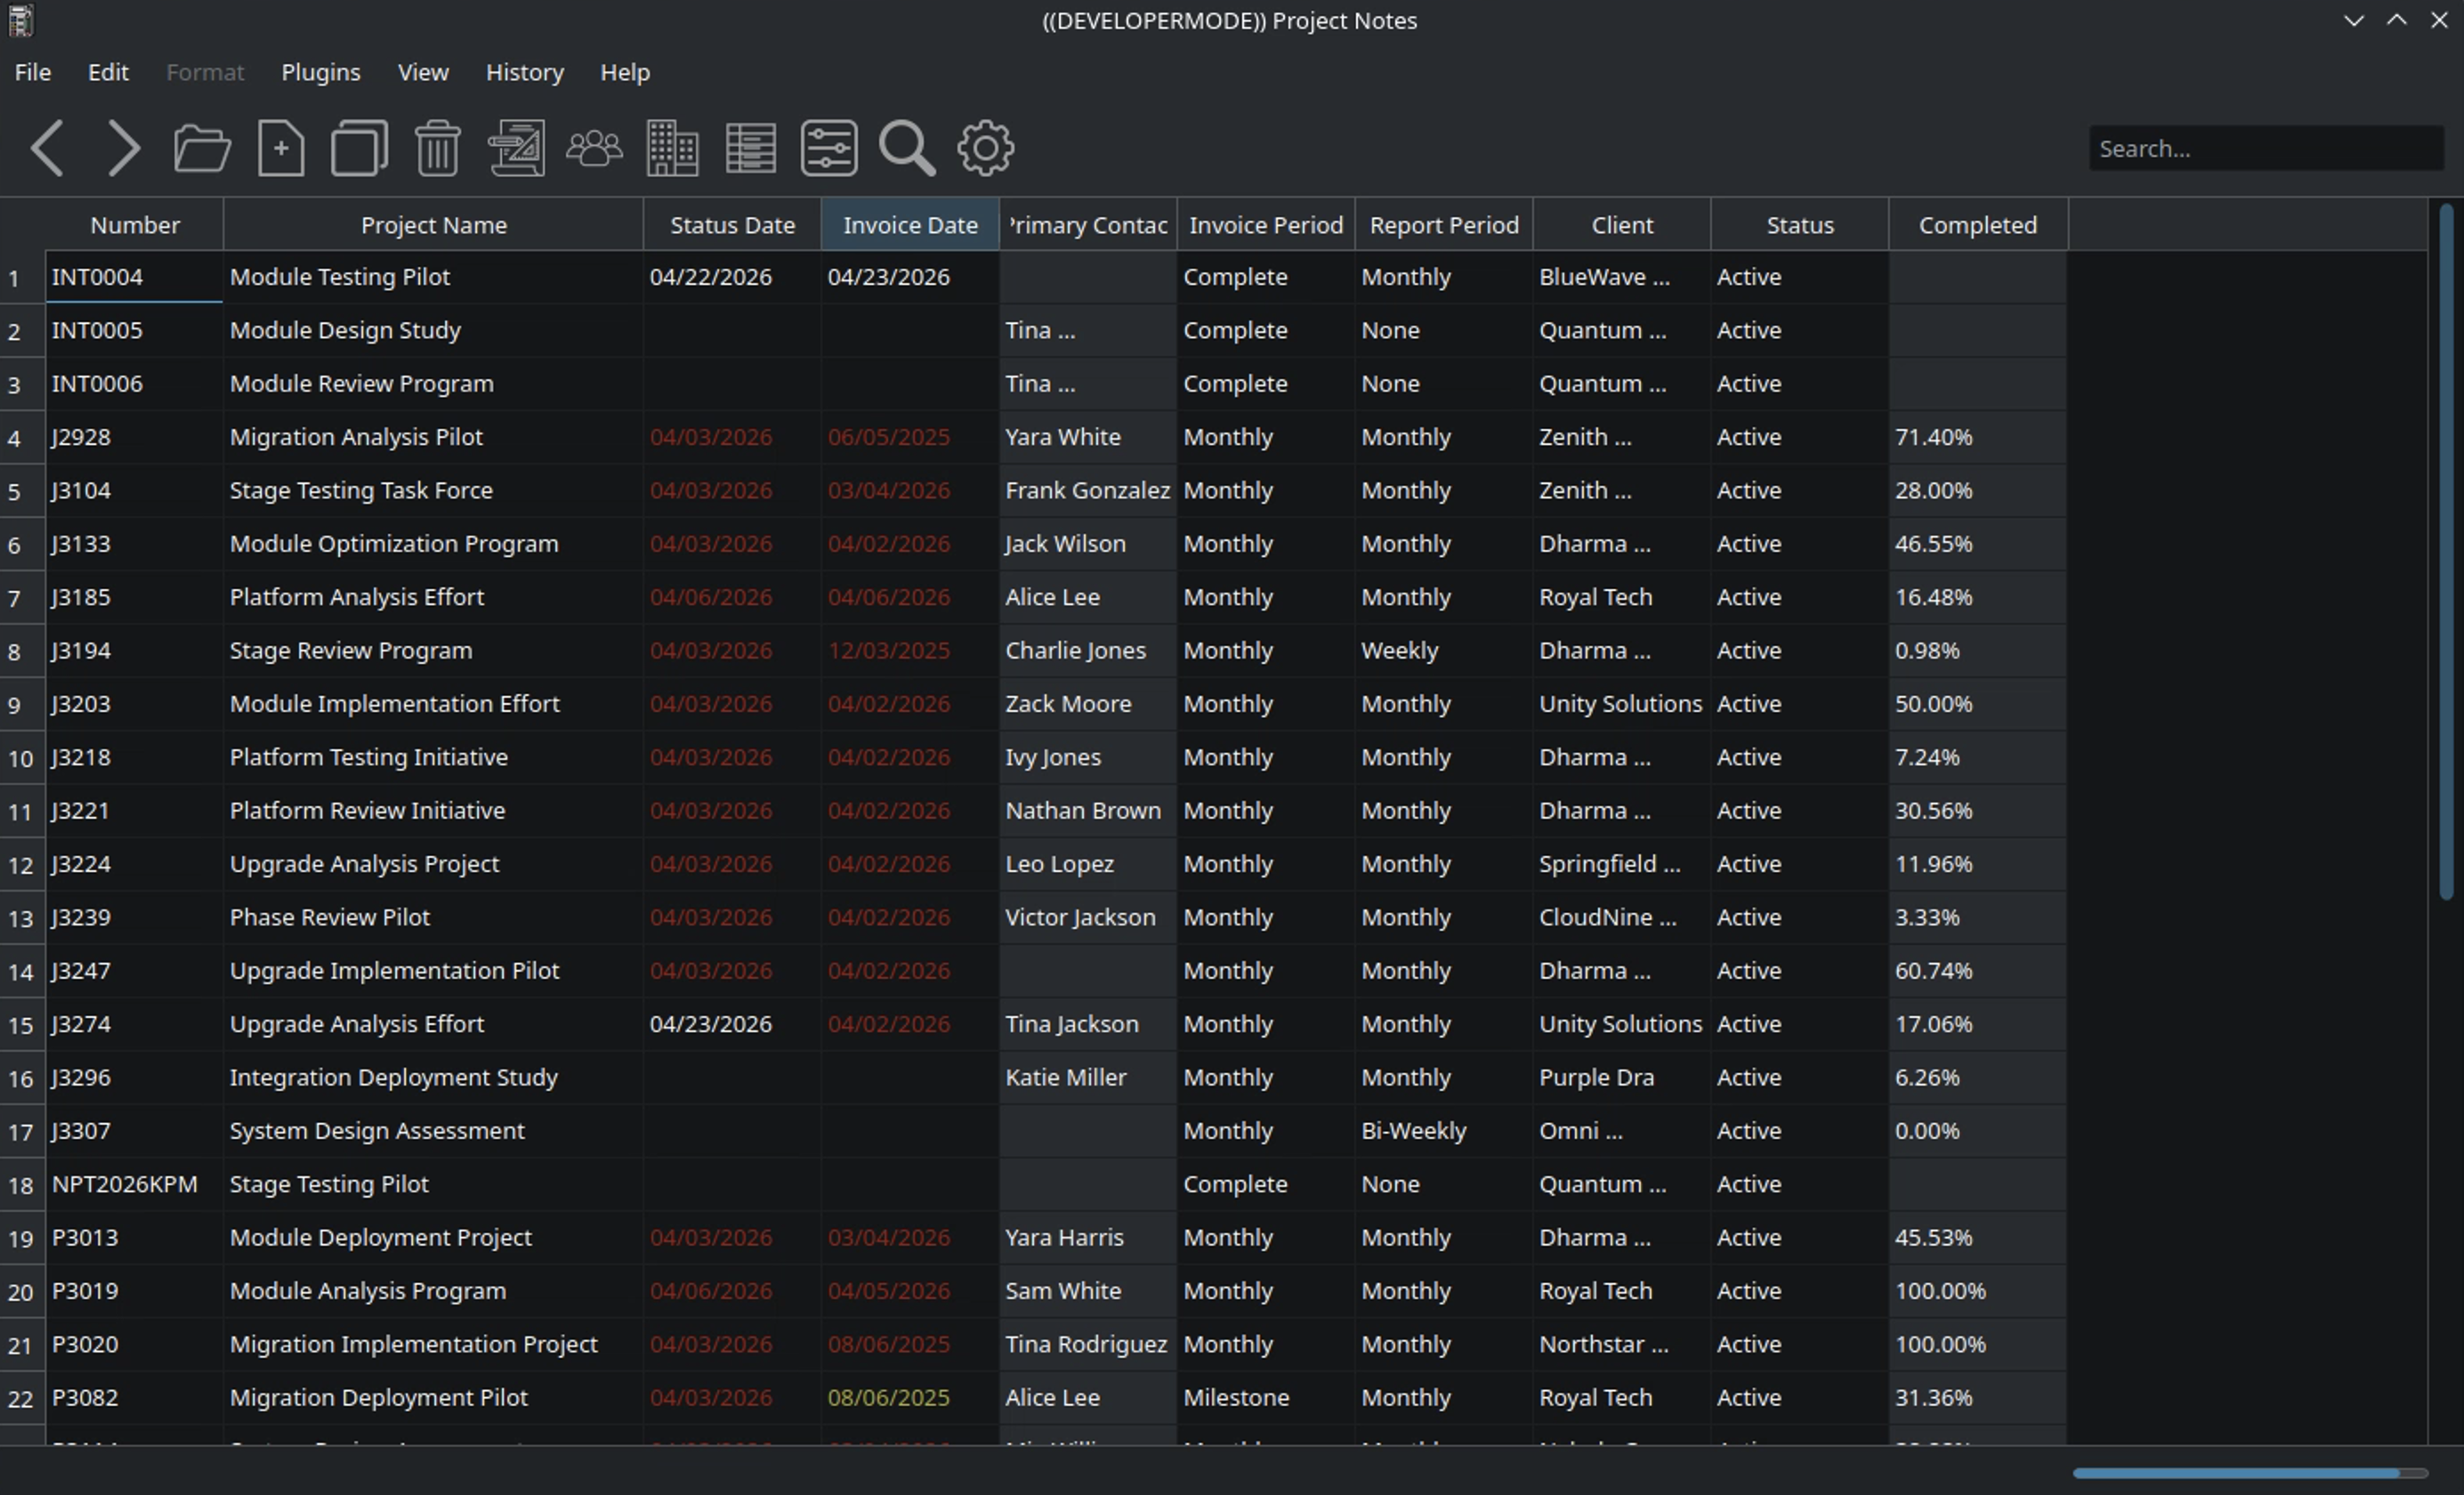 ((DEVELOPERMODE)) Project Notes
File Edit Format Plugins View History Help
Search...
Number Project Name Status Date Invoice Date Primary Contac Invoice Period Report Period Client Status Completed
1 INT0004 Module Testing Pilot 04/22/2026 04/23/2026 Complete Monthly BlueWave ... Active
2 INT0005 Module Design Study Tina ... Complete None Quantum ... Active
3 INT0006 Module Review Program Tina ... Complete None Quantum ... Active
4 J2928 Migration Analysis Pilot 04/03/2026 06/05/2025 Yara White Monthly Monthly Zenith ... Active 71.40%
5 J3104 Stage Testing Task Force 04/03/2026 03/04/2026 Frank Gonzalez Monthly Monthly Zenith ... Active 28.00%
6 J3133 Module Optimization Program 04/03/2026 04/02/2026 Jack Wilson Monthly Monthly Dharma ... Active 46.55%
7 J3185 Platform Analysis Effort 04/06/2026 04/06/2026 Alice Lee Monthly Monthly Royal Tech Active 16.48%
8 J3194 Stage Review Program 04/03/2026 12/03/2025 Charlie Jones Monthly Weekly Dharma ... Active 0.98%
9 J3203 Module Implementation Effort 04/03/2026 04/02/2026 Zack Moore Monthly Monthly Unity Solutions Active 50.00%
10 J3218 Platform Testing Initiative 04/03/2026 04/02/2026 Ivy Jones Monthly Monthly Dharma ... Active 7.24%
11 J3221 Platform Review Initiative 04/03/2026 04/02/2026 Nathan Brown Monthly Monthly Dharma ... Active 30.56%
12 J3224 Upgrade Analysis Project 04/03/2026 04/02/2026 Leo Lopez Monthly Monthly Springfield ... Active 11.96%
13 J3239 Phase Review Pilot 04/03/2026 04/02/2026 Victor Jackson Monthly Monthly CloudNine ... Active 3.33%
14 J3247 Upgrade Implementation Pilot 04/03/2026 04/02/2026 Monthly Monthly Dharma ... Active 60.74%
15 J3274 Upgrade Analysis Effort 04/23/2026 04/02/2026 Tina Jackson Monthly Monthly Unity Solutions Active 17.06%
16 J3296 Integration Deployment Study Katie Miller Monthly Monthly Purple Dra Active 6.26%
17 J3307 System Design Assessment Monthly Bi-Weekly Omni ... Active 0.00%
18 NPT2026KPM Stage Testing Pilot Complete None Quantum ... Active
19 P3013 Module Deployment Project 04/03/2026 03/04/2026 Yara Harris Monthly Monthly Dharma ... Active 45.53%
20 P3019 Module Analysis Program 04/06/2026 04/05/2026 Sam White Monthly Monthly Royal Tech Active 100.00%
21 P3020 Migration Implementation Project 04/03/2026 08/06/2025 Tina Rodriguez Monthly Monthly Northstar ... Active 100.00%
22 P3082 Migration Deployment Pilot 04/03/2026 08/06/2025 Alice Lee Milestone Monthly Royal Tech Active 31.36%